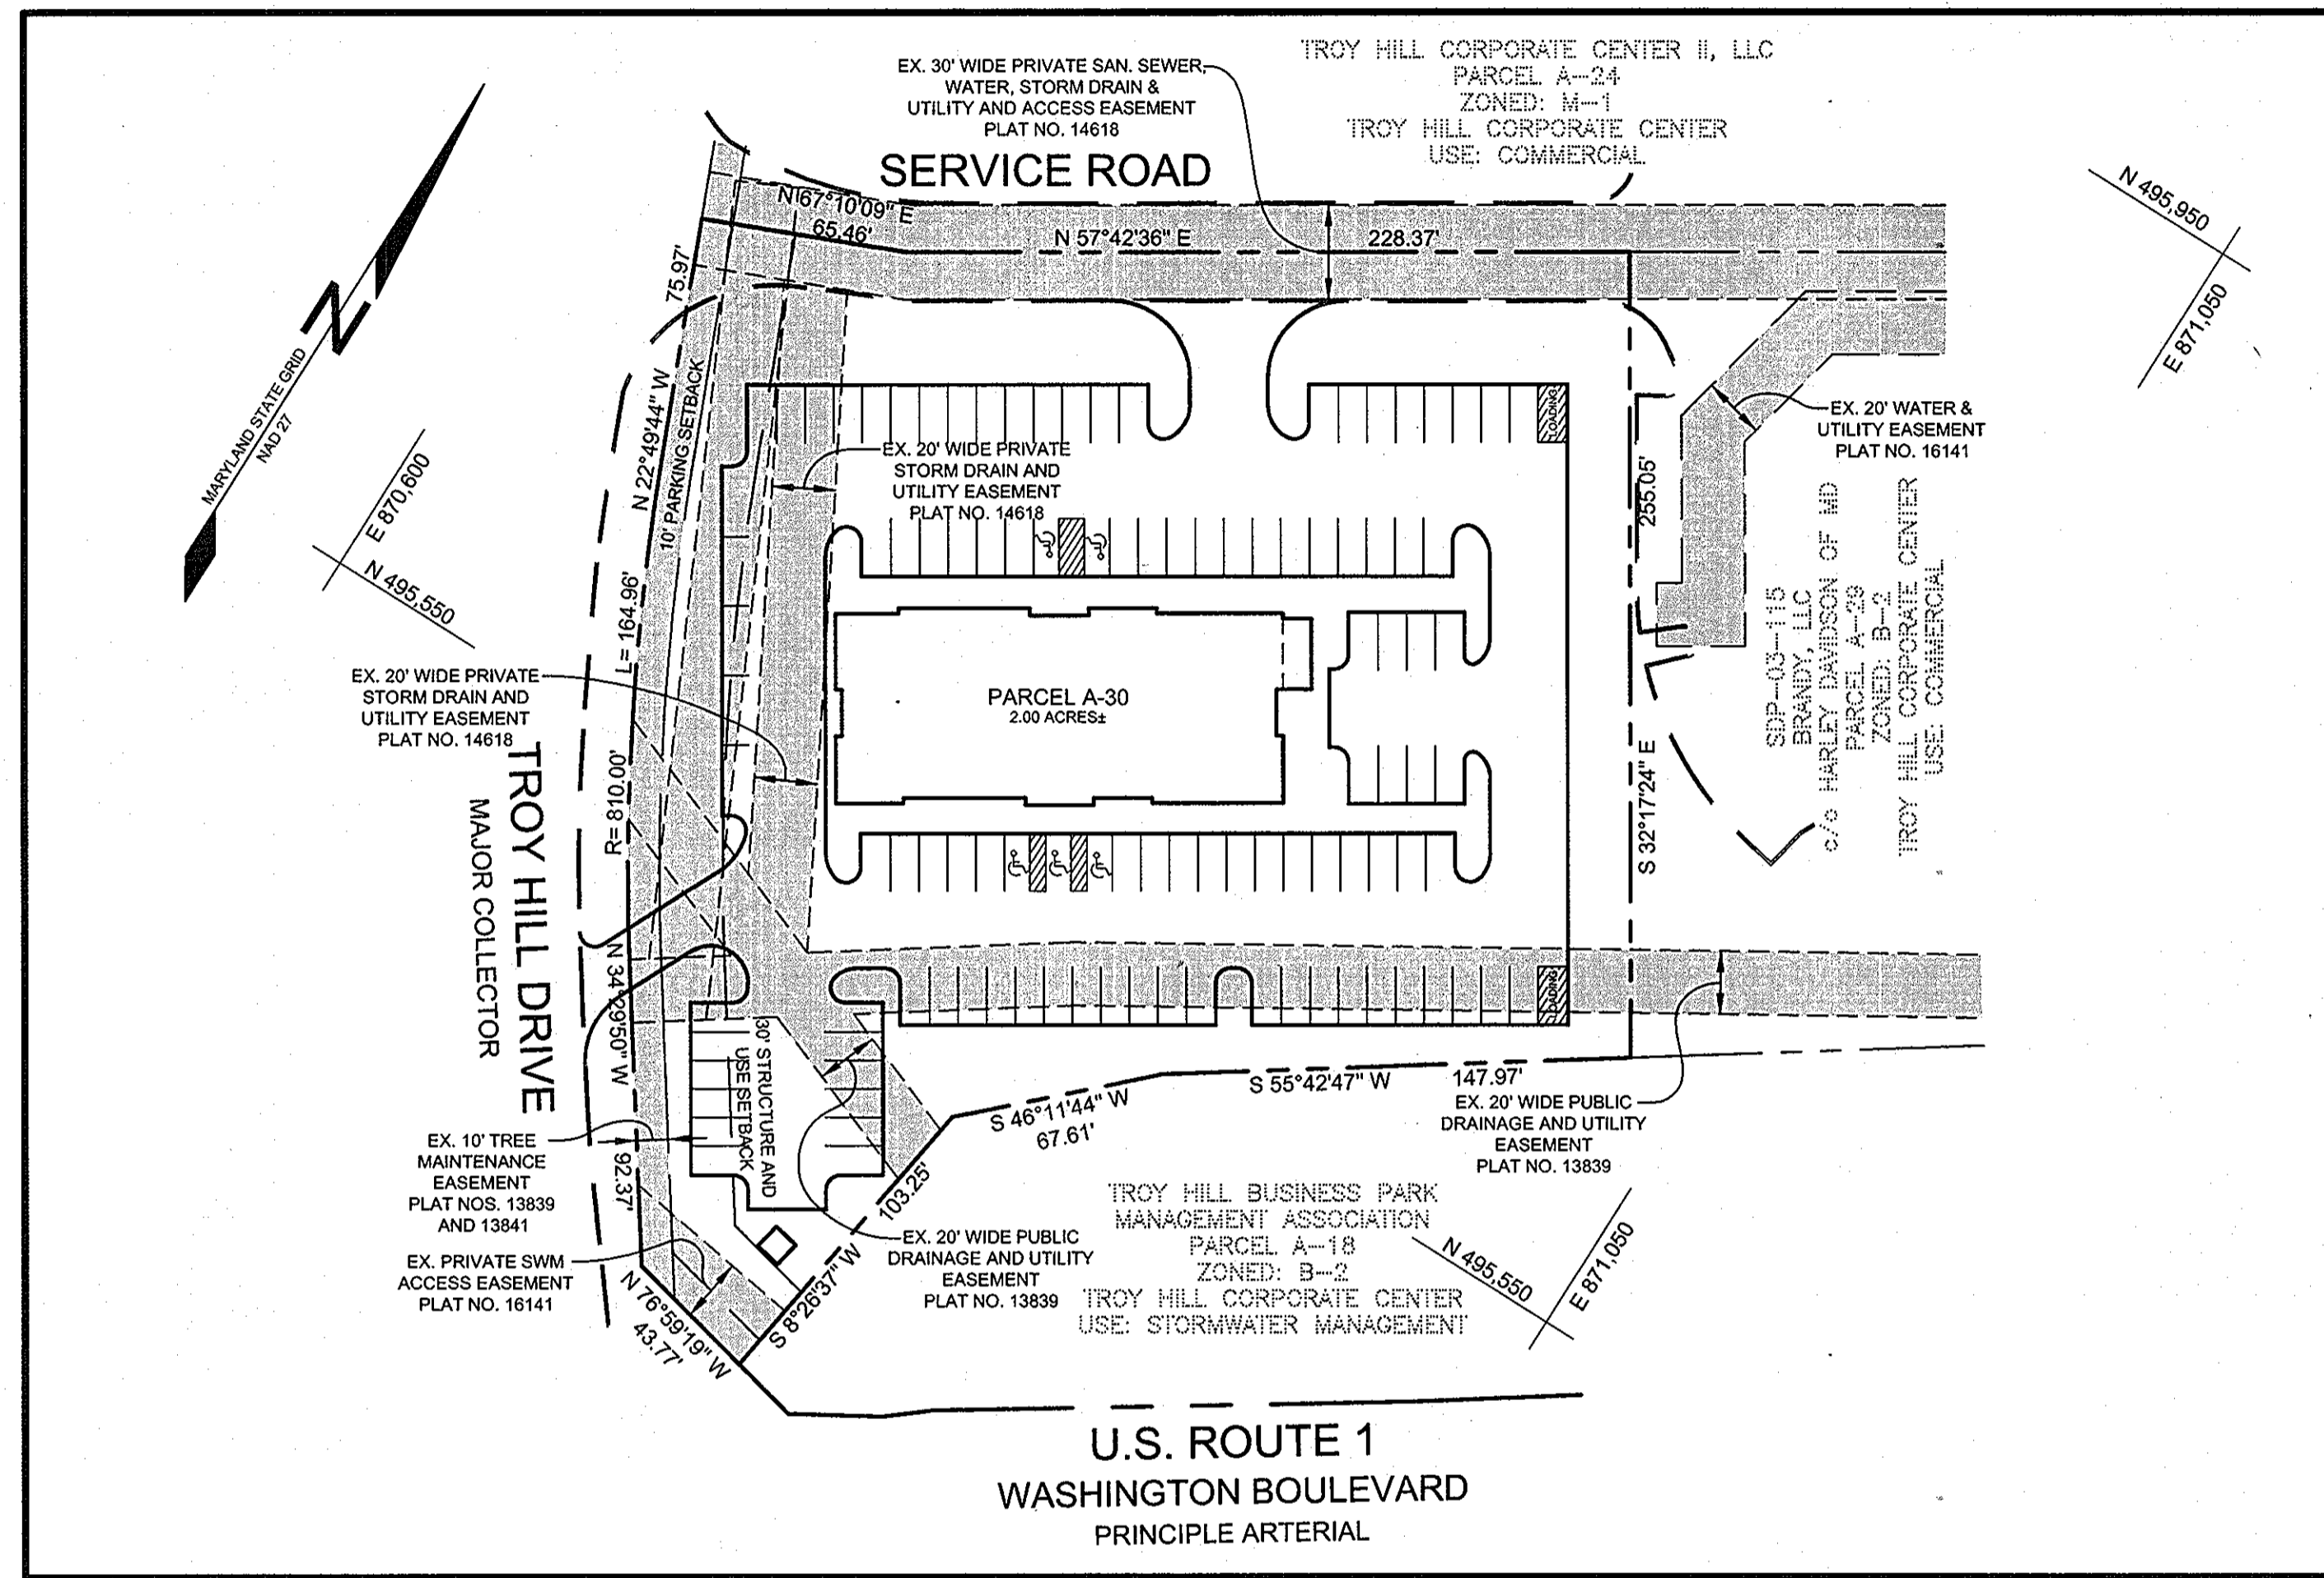 TROY HILL CORPORATE CENTER II, LLC
PARCEL A-24
ZONED: M-1
TROY HILL CORPORATE CENTER
USE: COMMERCIAL
EX. 30' WIDE PRIVATE SAN. SEWER,
WATER, STORM DRAIN &
UTILITY AND ACCESS EASEMENT
PLAT NO. 14618
SERVICE ROAD
N 67°10'09" E
65.46'
N 57°42'36" E
228.37'
N 495,950
E 871,050
N
MARYLAND STATE GRID
NAD 27
E 870,600
N 495,550
75.97'
N 22°49'44" W
10' PARKING SETBACK
L= 164.96'
R= 810.00'
EX. 20' WIDE PRIVATE
STORM DRAIN AND
UTILITY EASEMENT
PLAT NO. 14618
LOADING
EX. 20' WATER &
UTILITY EASEMENT
PLAT NO. 16141
255.05'
S 32°17'24" E
SDP-03-115
BRANDY, LLC
c/o HARLEY DAVIDSON OF MD
PARCEL A-29
ZONED: B-2
TROY HILL CORPORATE CENTER
USE: COMMERCIAL
EX. 20' WIDE PRIVATE
STORM DRAIN AND
UTILITY EASEMENT
PLAT NO. 14618
PARCEL A-30
2.00 ACRES±
TROY HILL DRIVE
MAJOR COLLECTOR
N 34°29'50" W
92.37'
LOADING
30' STRUCTURE AND
USE SETBACK
S 55°42'47" W
147.97'
S 46°11'44" W
67.61'
103.25'
S 8°26'37" W
EX. 20' WIDE PUBLIC
DRAINAGE AND UTILITY
EASEMENT
PLAT NO. 13839
EX. 10' TREE
MAINTENANCE
EASEMENT
PLAT NOS. 13839
AND 13841
EX. PRIVATE SWM
ACCESS EASEMENT
PLAT NO. 16141
N 76°59'19" W
43.77'
EX. 20' WIDE PUBLIC
DRAINAGE AND UTILITY
EASEMENT
PLAT NO. 13839
TROY HILL BUSINESS PARK
MANAGEMENT ASSOCIATION
PARCEL A-18
ZONED: B-2
TROY HILL CORPORATE CENTER
USE: STORMWATER MANAGEMENT
N 495,550
E 871,050
U.S. ROUTE 1
WASHINGTON BOULEVARD
PRINCIPLE ARTERIAL